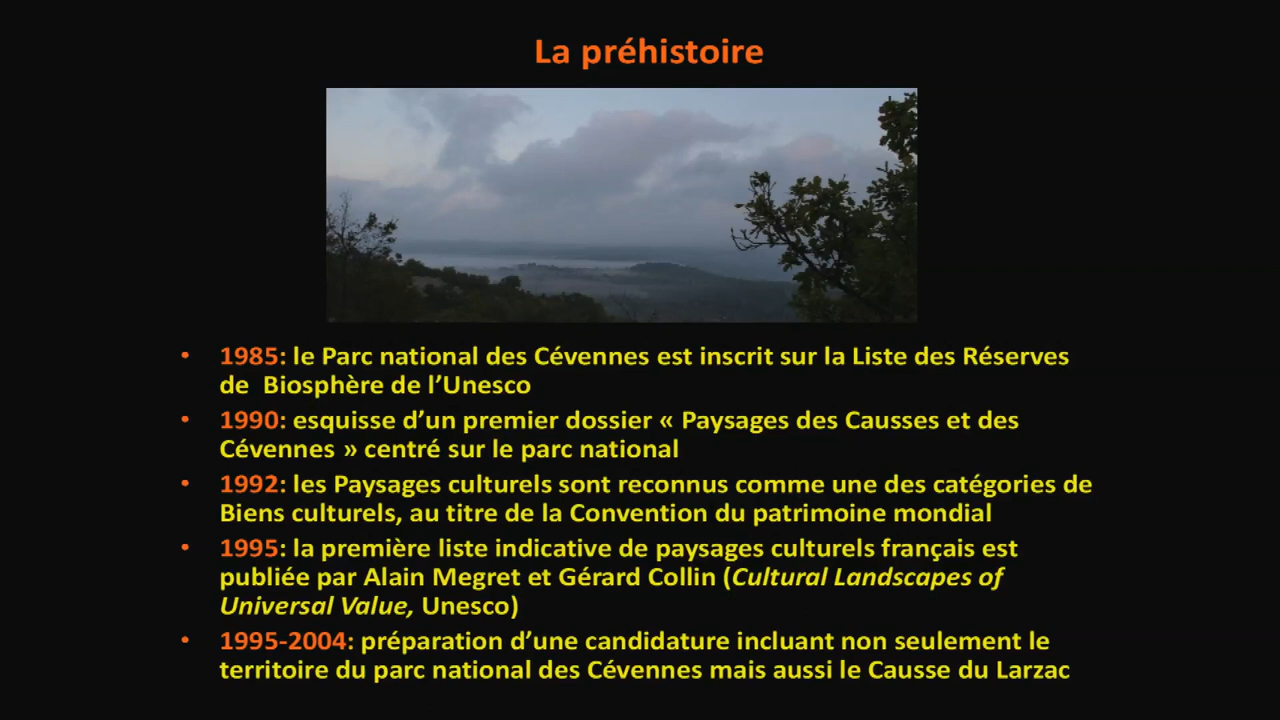 La préhistoire
• 1985: le Parc national des Cévennes est inscrit sur la Liste des Réserves
de Biosphère de l’Unesco
• 1990: esquisse d’un premier dossier « Paysages des Causses et des
Cévennes » centré sur le parc national
• 1992: les Paysages culturels sont reconnus comme une des catégories de
Biens culturels, au titre de la Convention du patrimoine mondial
• 1995: la première liste indicative de paysages culturels français est
publiée par Alain Megret et Gérard Collin (Cultural Landscapes of
Universal Value, Unesco)
• 1995-2004: préparation d’une candidature incluant non seulement le
territoire du parc national des Cévennes mais aussi le Causse du Larzac